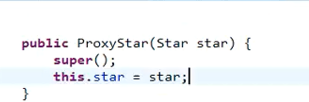 public ProxyStar(Star star) {
    super();
    this.star = star;
}